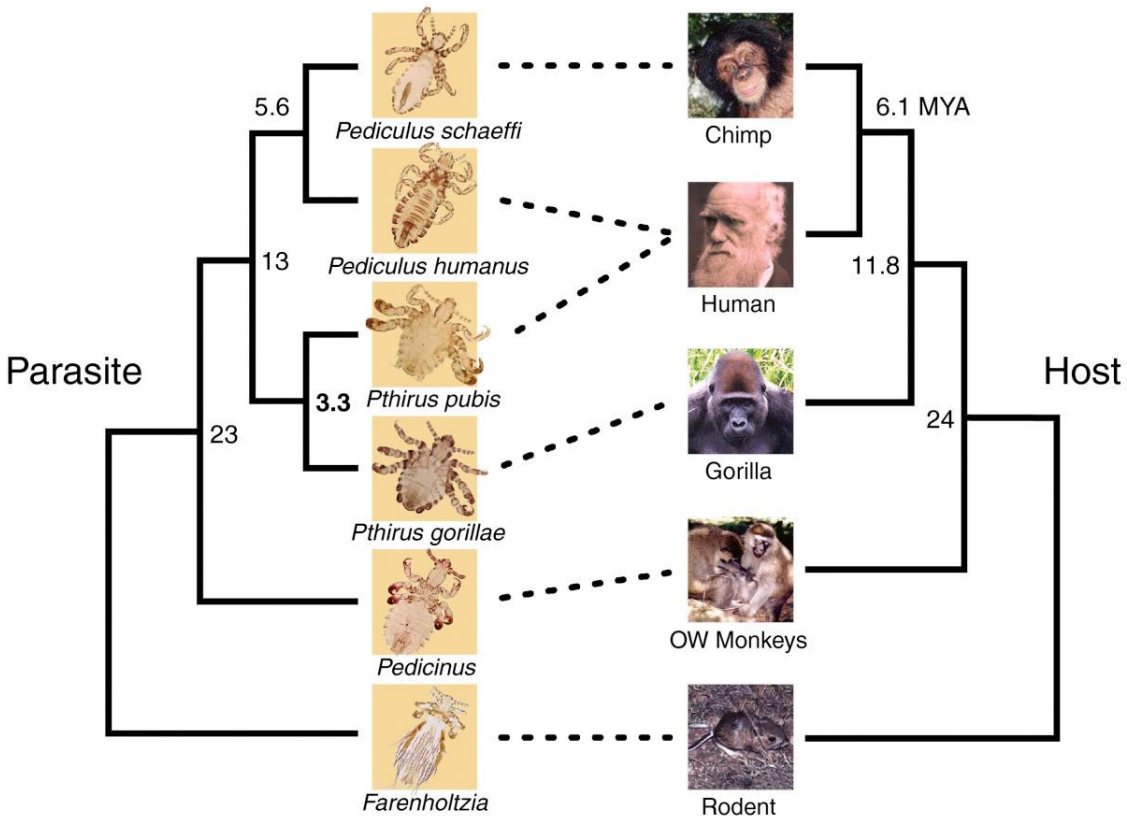 5.6
Pediculus schaeffi
Chimp
6.1 MYA
13
Pediculus humanus
Human
11.8
Parasite
Host
3.3
Pthirus pubis
23
Gorilla
24
Pthirus gorillae
Pedicinus
OW Monkeys
Farenholtzia
Rodent